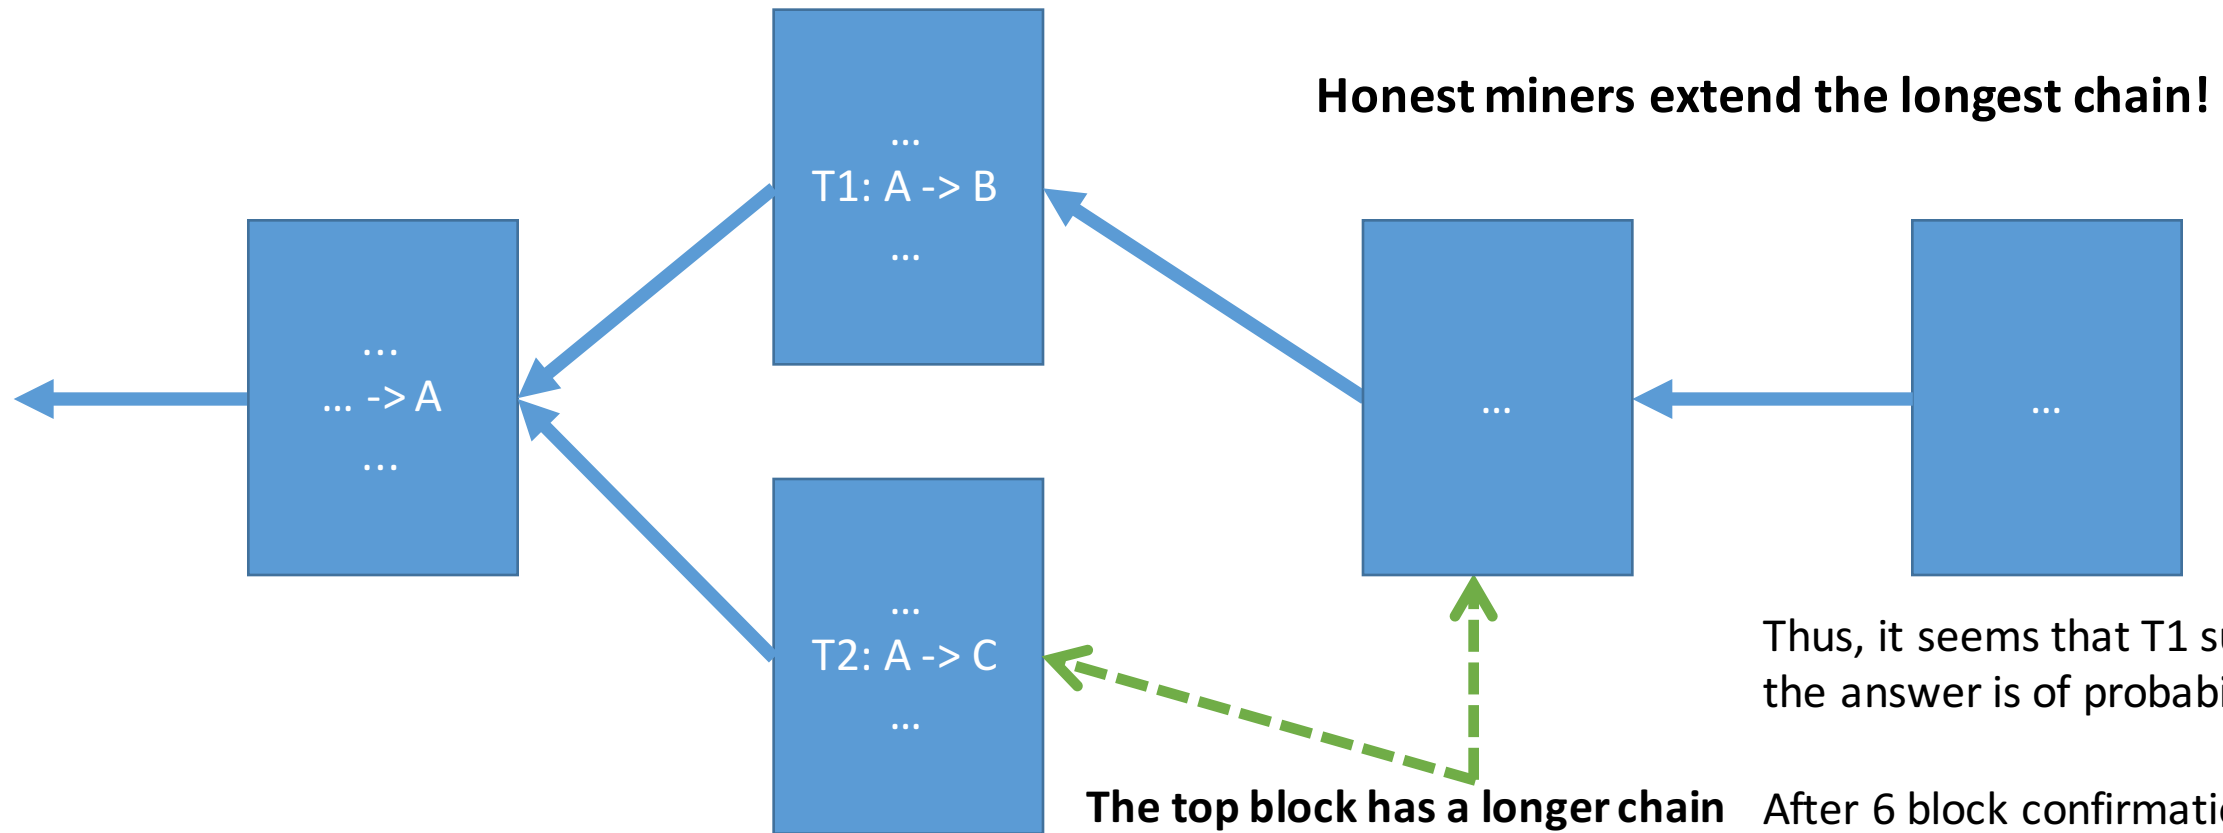 Honest miners extend the longest chain!
...
T1: A -> B
...
...
... -> A
...
...
...
...
T2: A -> C
...
Thus, it seems that T1
the answer is of
The top block has a longer chain
After 6 block